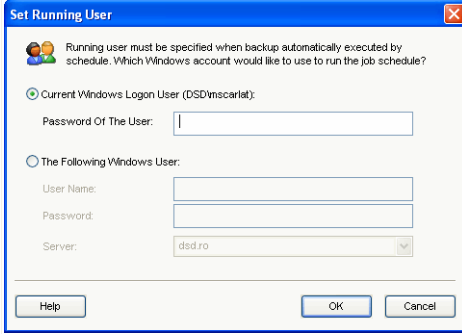 Set Running User
Running user must be specified when backup automatically executed by
schedule. Which Windows account would like to use to run the job schedule?
Current Windows Logon User (DSD\mscarlat):
Password Of The User:
The Following Windows User:
User Name:
Password:
Server: dsd.ro
Help OK Cancel